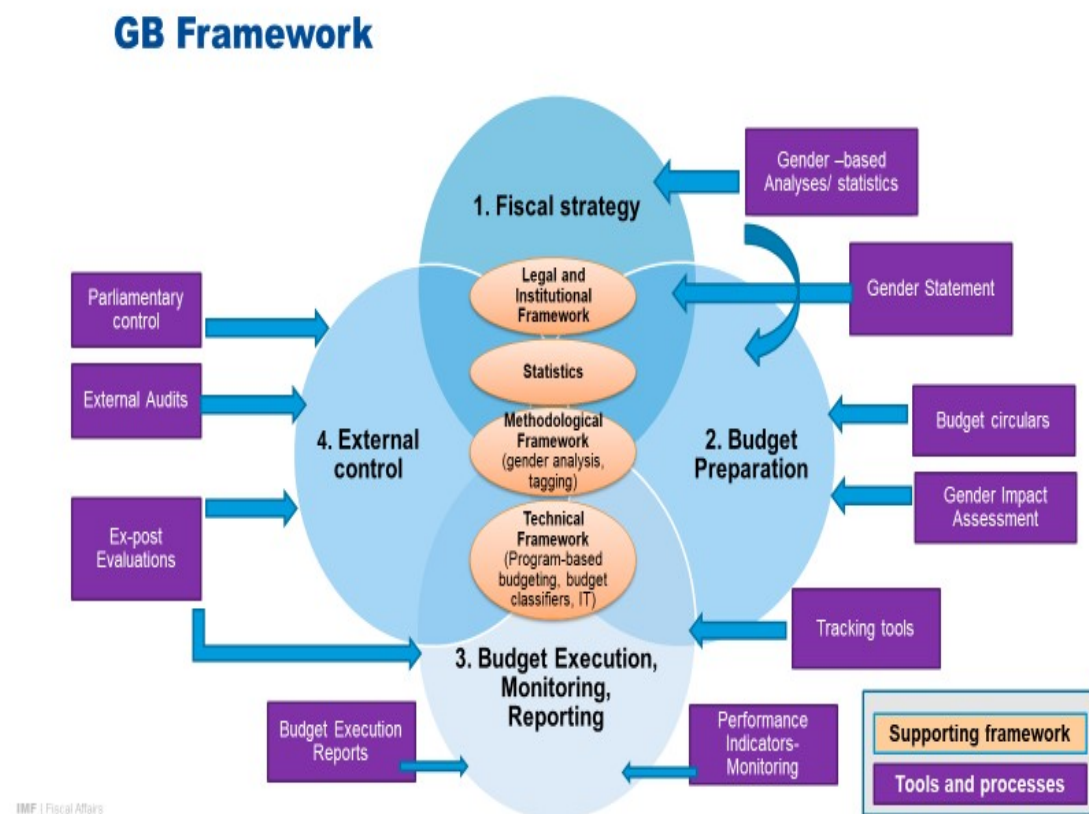 GB Framework
Gender –based
Analyses/ statistics
1. Fiscal strategy
Legal and
Institutional
Framework
Gender Statement
Parliamentary
control
Statistics
External Audits
Methodological
Framework
(gender analysis,
tagging)
4. External
control
2. Budget
Preparation
Budget circulars
Gender Impact
Assessment
Ex-post
Evaluations
Technical
Framework
(Program-based
budgeting, budget
classifiers, IT)
Tracking tools
3. Budget Execution,
Monitoring,
Reporting
Budget Execution
Reports
Performance
Indicators-
Monitoring
Supporting framework
Tools and processes
IMF | Fiscal Affairs